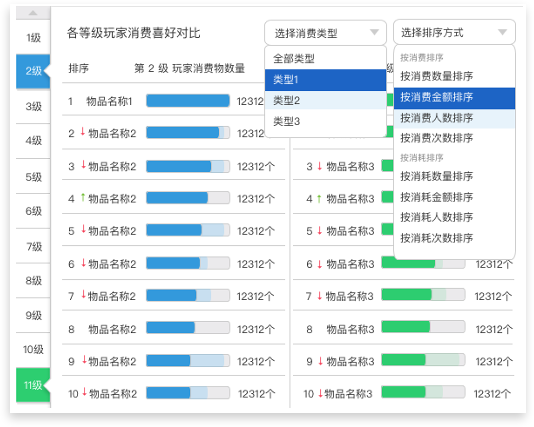 1级
2级
3级
4级
5级
6级
7级
8级
9级
10级
11级
各等级玩家消费喜好对比
选择消费类型
选择排序方式
全部类型
类型1
类型2
类型3
按消费排序
按消费数量排序
按消费金额排序
按消费人数排序
按消费次数排序
按消耗排序
按消耗数量排序
按消耗金额排序
按消耗人数排序
按消耗次数排序
排序 第 2 级 玩家消费物数量
1 物品名称1 12312
2 ↓物品名称2 12312
3 ↓物品名称2 12312个
4 ↑物品名称2 12312个
5 ↓物品名称2 12312个
6 ↓物品名称2 12312个
7 ↓物品名称2 12312个
8 物品名称2 12312个
9 ↓物品名称2 12312个
10 ↓物品名称2 12312个
级
3 ↓物品名称3
4 ↑物品名称3
5 ↓物品名称3
6 ↓物品名称3 12312个
7 ↓物品名称3 12312个
8 物品名称3 12312个
9 ↓物品名称3 12312个
10 ↓物品名称3 12312个